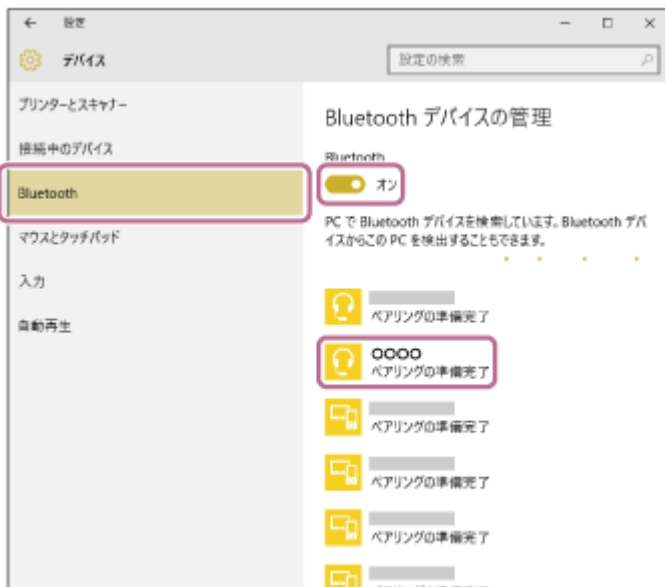 ← 設定
デバイス
設定の検索
プリンターとスキャナー
接続中のデバイス
Bluetooth
マウスとタッチパッド
入力
自動再生
Bluetooth デバイスの管理
Bluetooth
オン
PC で Bluetooth デバイスを検索しています。Bluetooth デバ
イスからこの PC を検出することもできます。
ペアリングの準備完了
OOOO
ペアリングの準備完了
ペアリングの準備完了
ペアリングの準備完了
ペアリングの準備完了